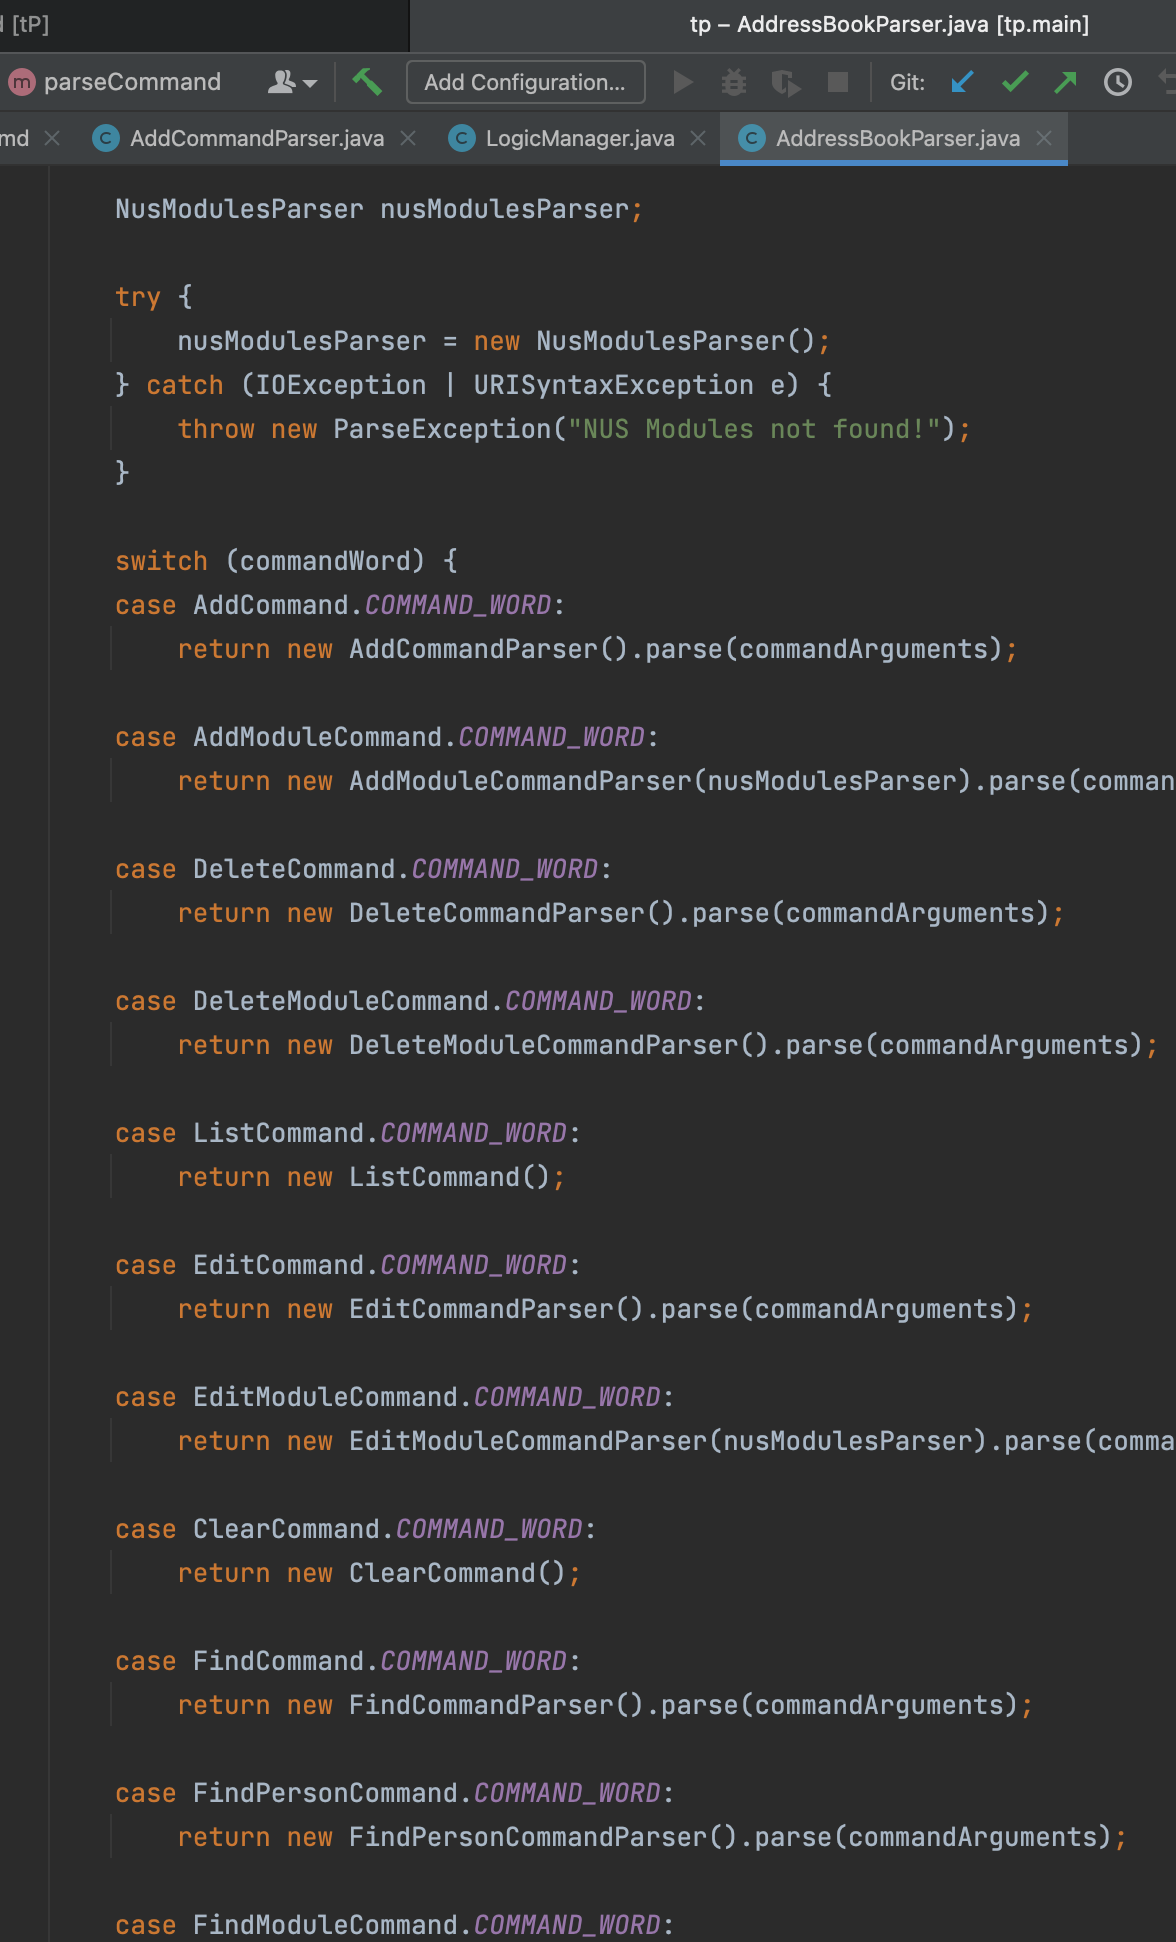 [tP]
tp – AddressBookParser.java [tp.main]
m parseCommand
Add Configuration...
Git:
md
C AddCommandParser.java
C LogicManager.java
C AddressBookParser.java
NusModulesParser nusModulesParser;
try {
nusModulesParser = new NusModulesParser();
} catch (IOException | URISyntaxException e) {
throw new ParseException("NUS Modules not found!");
}
switch (commandWord) {
case AddCommand.COMMAND_WORD:
return new AddCommandParser().parse(commandArguments);
case AddModuleCommand.COMMAND_WORD:
return new AddModuleCommandParser(nusModulesParser).parse(comman
case DeleteCommand.COMMAND_WORD:
return new DeleteCommandParser().parse(commandArguments);
case DeleteModuleCommand.COMMAND_WORD:
return new DeleteModuleCommandParser().parse(commandArguments);
case ListCommand.COMMAND_WORD:
return new ListCommand();
case EditCommand.COMMAND_WORD:
return new EditCommandParser().parse(commandArguments);
case EditModuleCommand.COMMAND_WORD:
return new EditModuleCommandParser(nusModulesParser).parse(comma
case ClearCommand.COMMAND_WORD:
return new ClearCommand();
case FindCommand.COMMAND_WORD:
return new FindCommandParser().parse(commandArguments);
case FindPersonCommand.COMMAND_WORD:
return new FindPersonCommandParser().parse(commandArguments);
case FindModuleCommand.COMMAND_WORD: